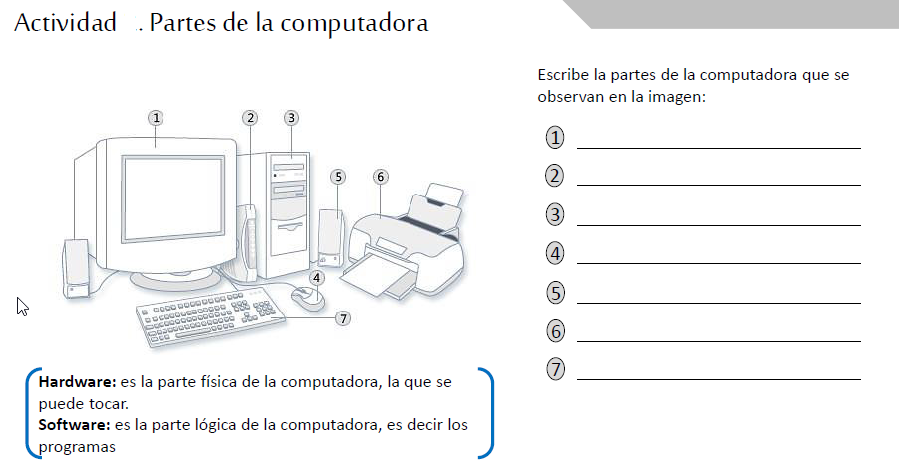 Actividad . Partes de la computadora
Escribe la partes de la computadora que se
observan en la imagen:
1 2 3
5 6
4
7
1
2
3
4
5
6
7
Hardware: es la parte física de la computadora, la que se
puede tocar.
Software: es la parte lógica de la computadora, es decir los
programas